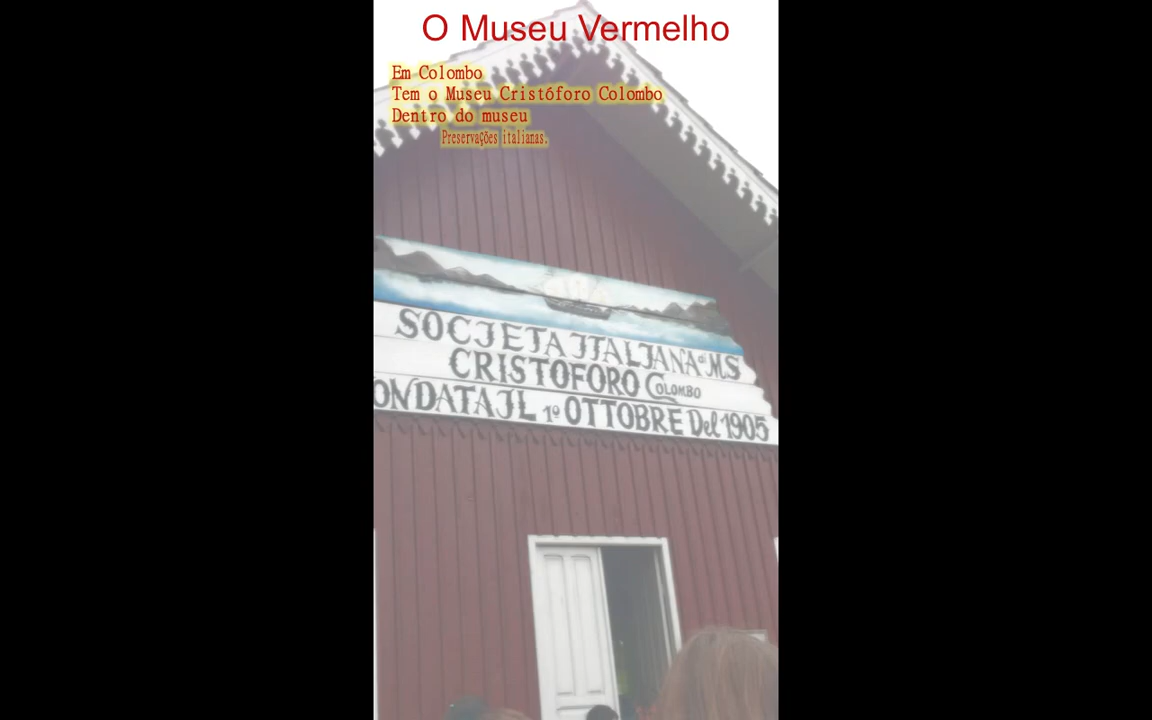 O Museu Vermelho
Em Colombo
Tem o Museu Cristóforo Colombo
Dentro do museu
Preservações italianas.
SOCIETA ITALIANA di MS
CRISTOFORO COLOMBO
ONDATA IL 1º OTTOBRE Del 1905